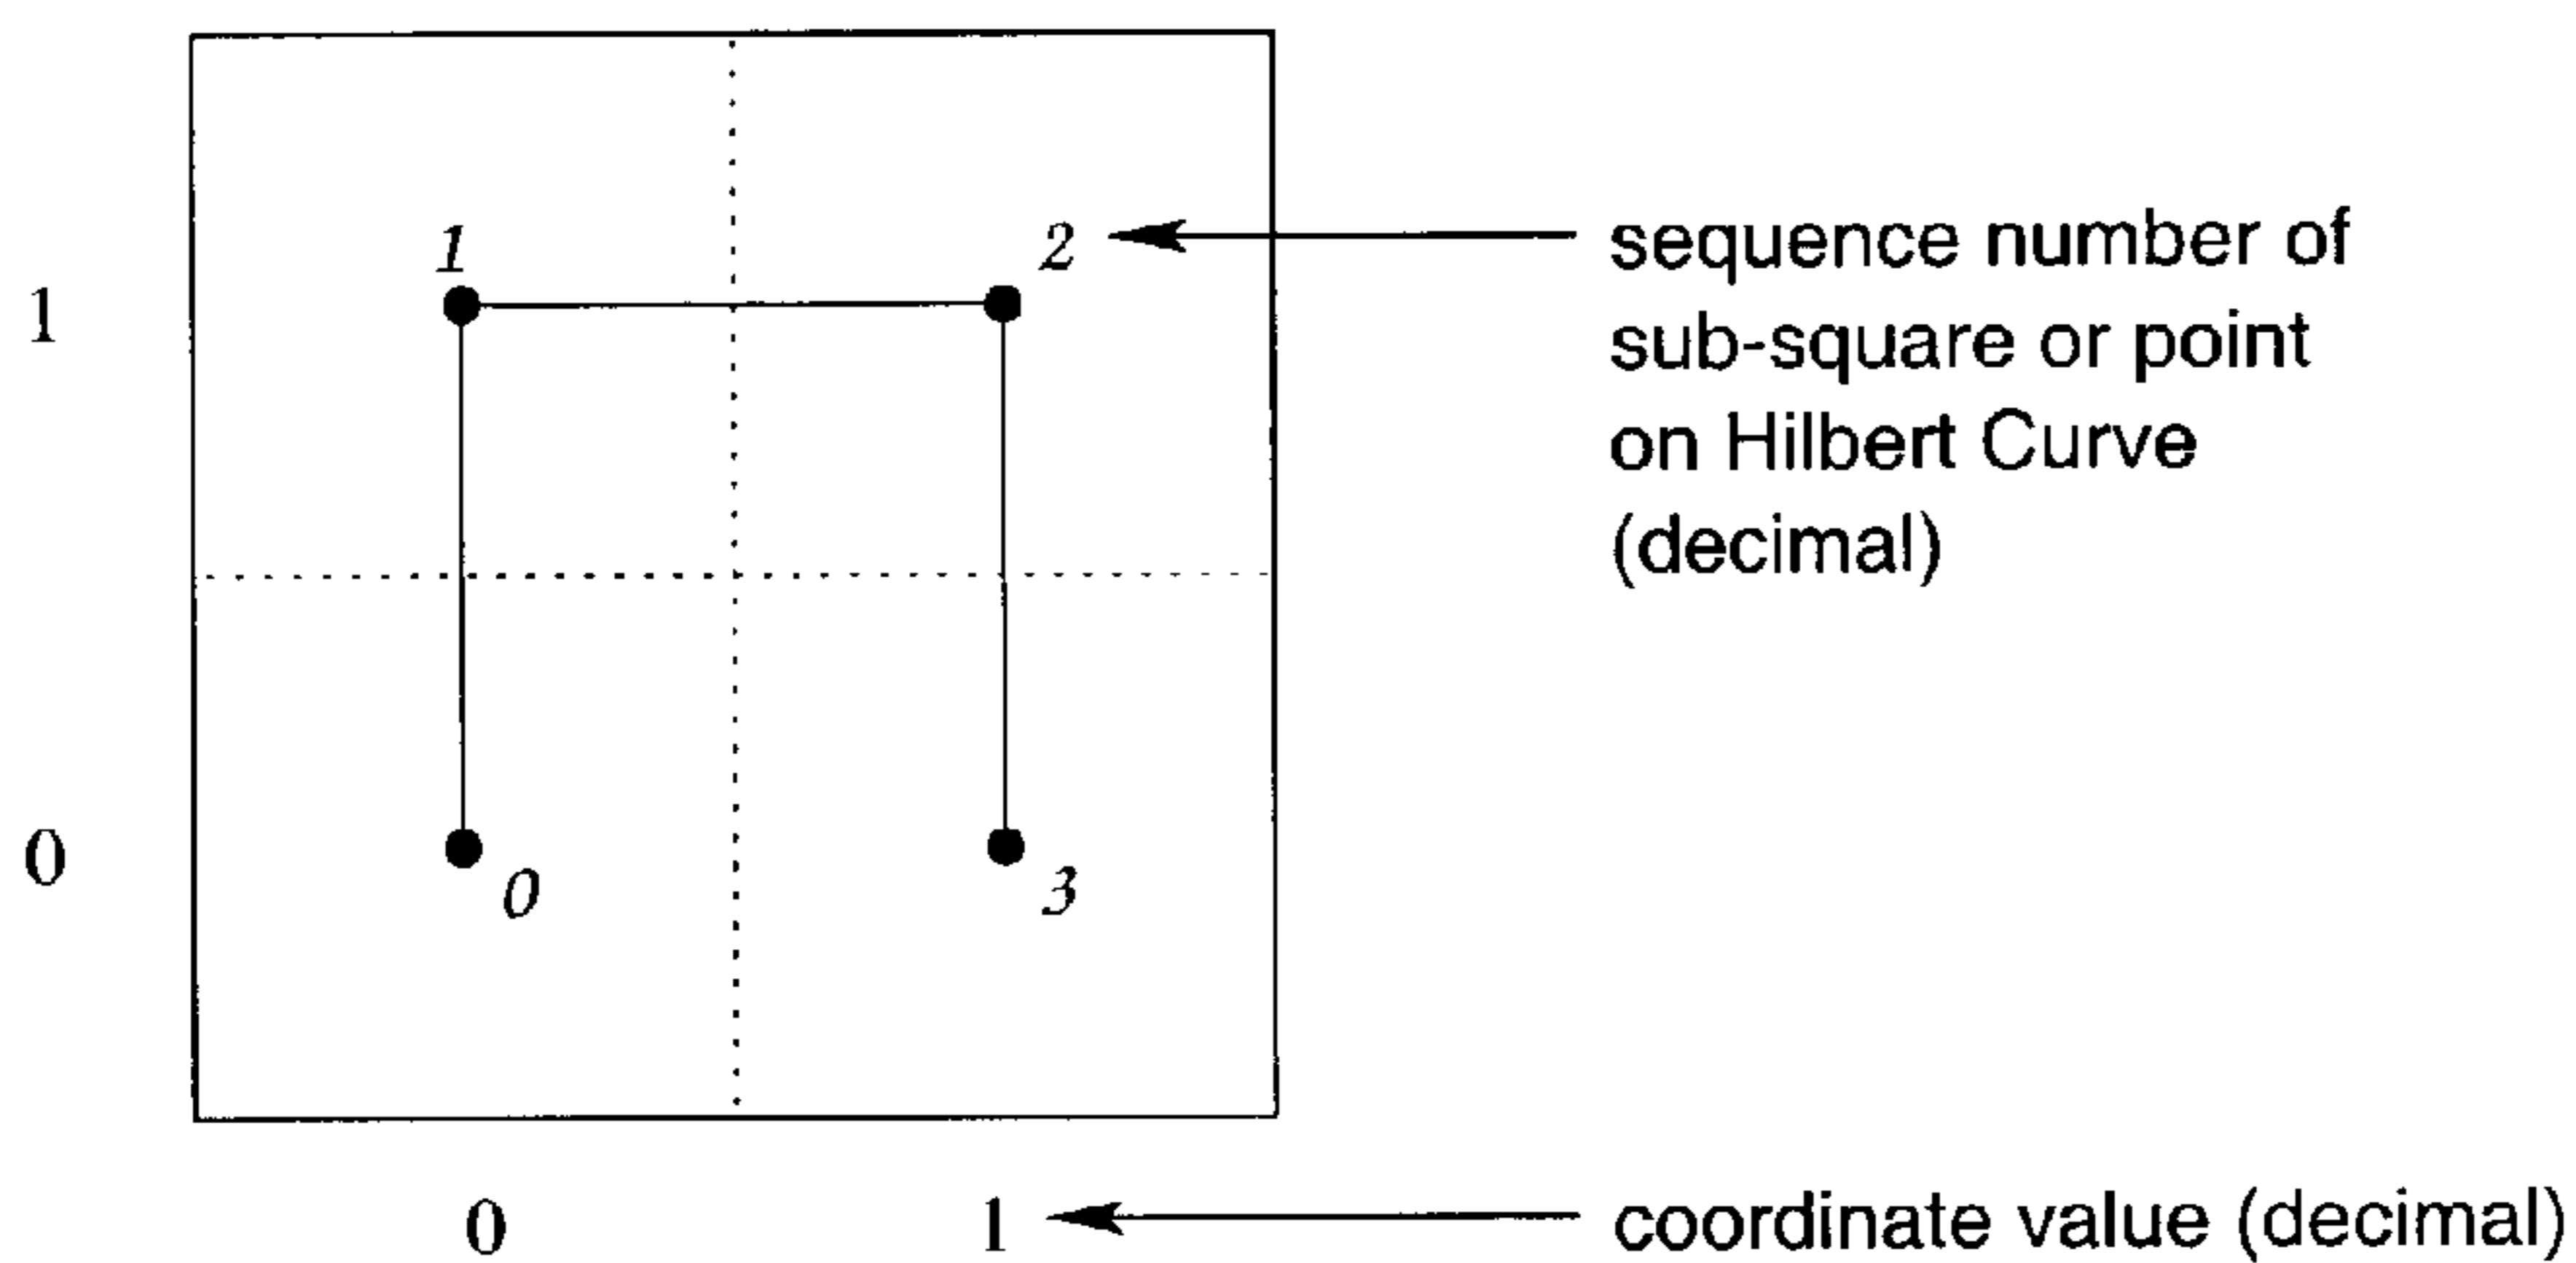 1 2
sequence number of
1
sub-square or point
on Hilbert Curve
(decimal)
0
0 3
0 1
coordinate value (decimal)